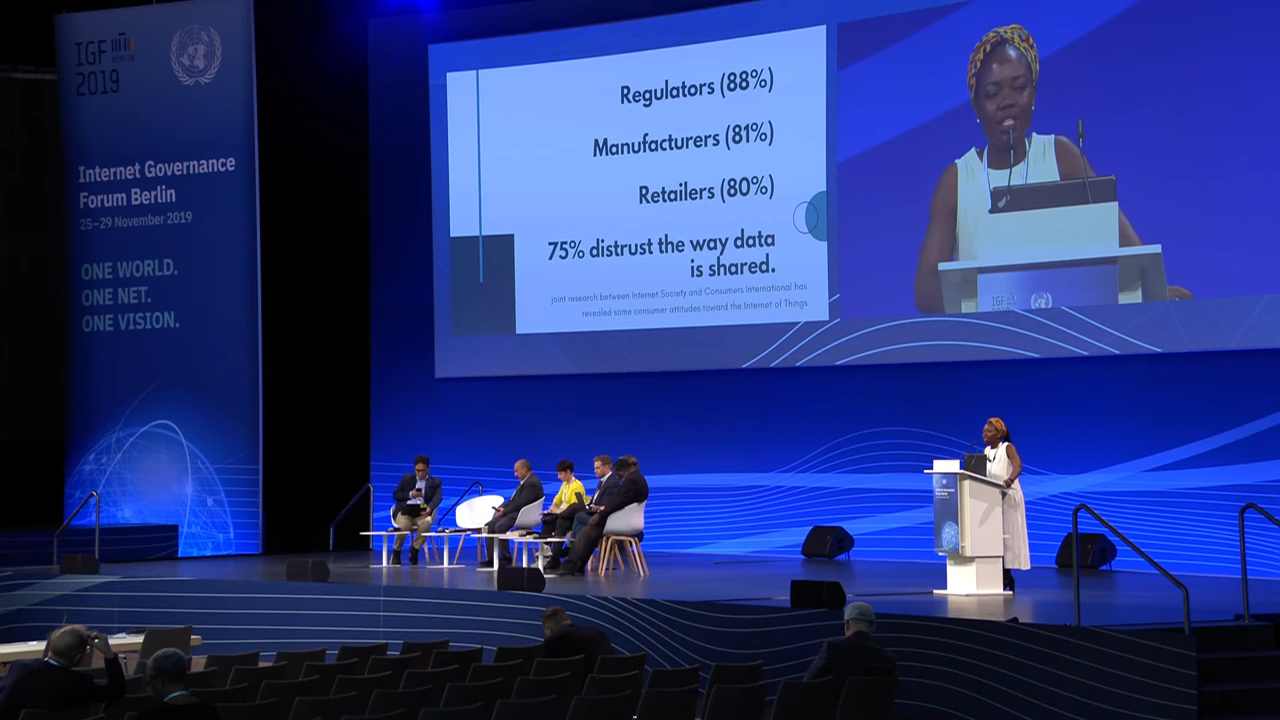 IGF
BERLIN
2019
Internet Governance
Forum Berlin
25–29 November 2019
ONE WORLD.
ONE NET.
ONE VISION.
Regulators (88%)
Manufacturers (81%)
Retailers (80%)
75% distrust the way data
is shared.
joint research between Internet Society and Consumers International has
revealed some consumer attitudes toward the Internet of Things
IGF